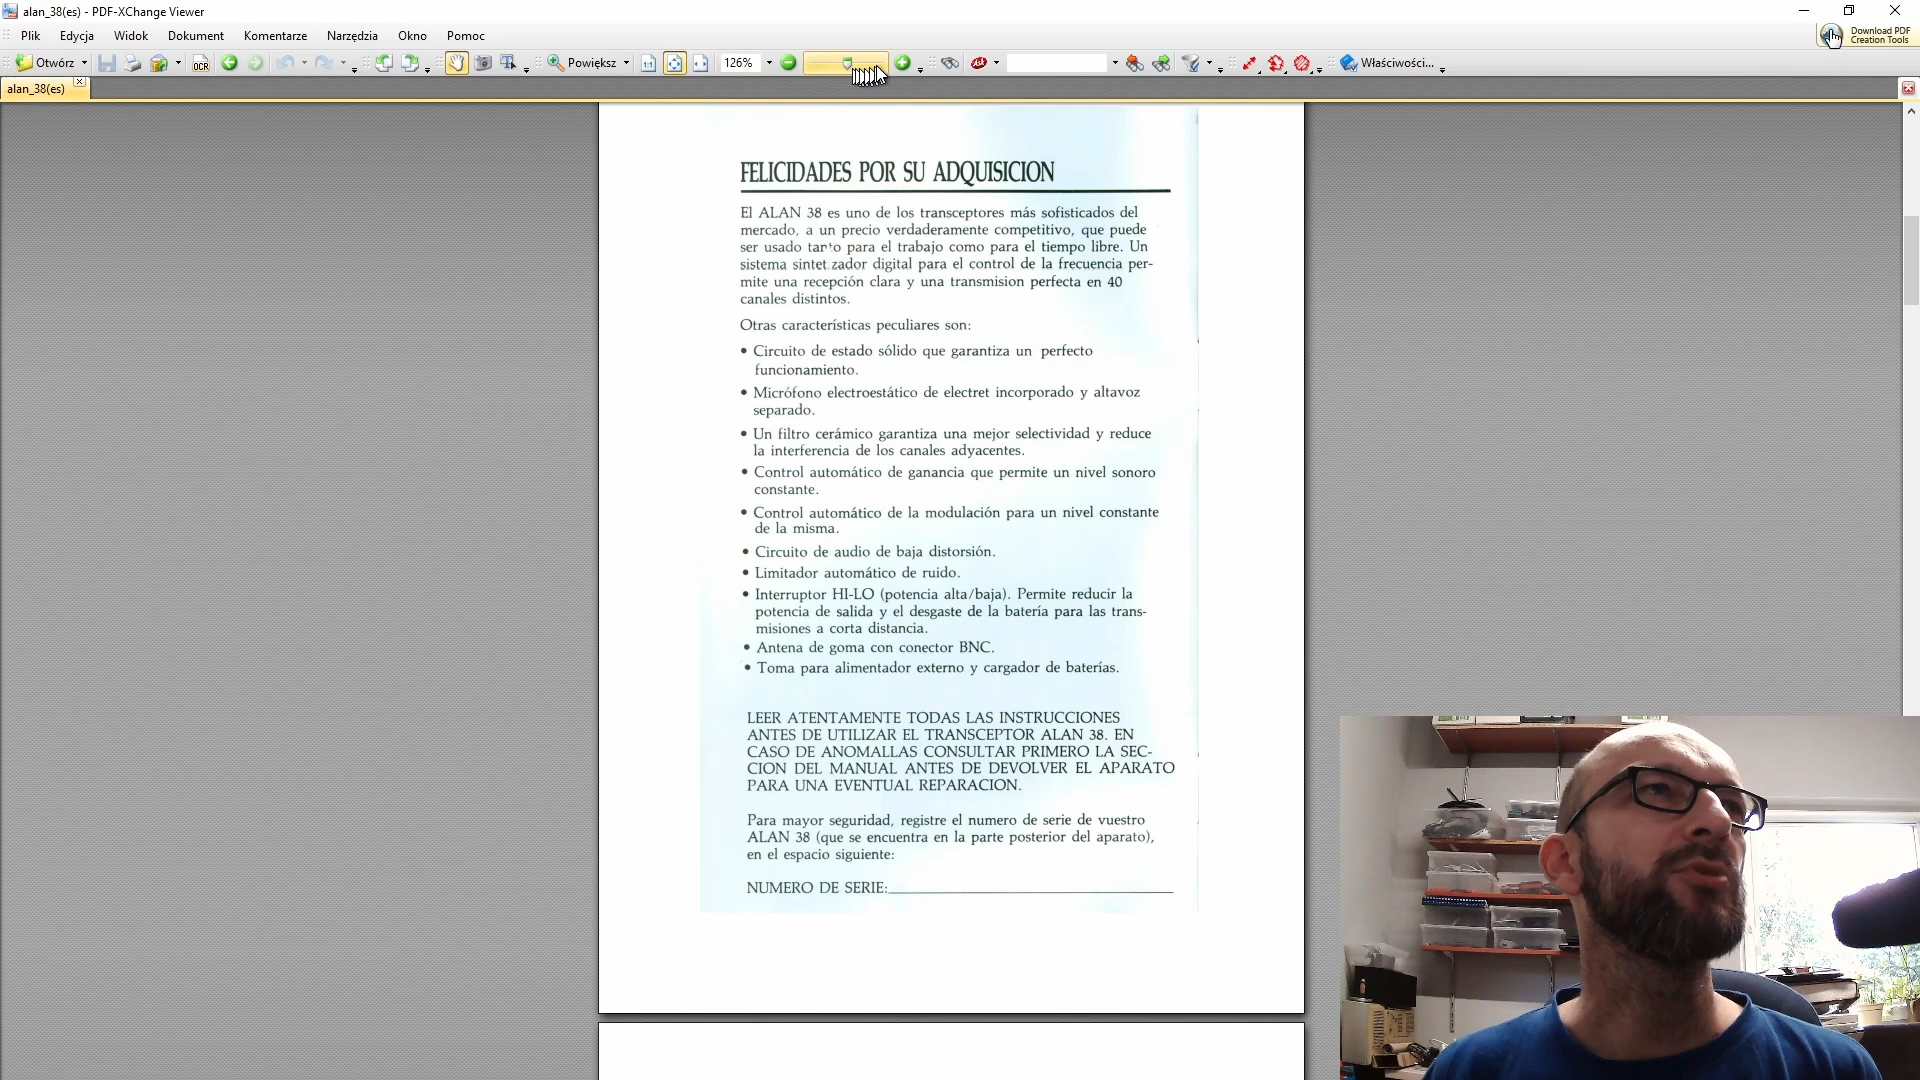 alan_38(es) - PDF-XChange Viewer
Plik Edycja Widok Dokument Komentarze Narzędzia Okno Pomoc
Download PDF
Creation Tools
Otwórz OCR Powiększ 1:1 126% Właściwości...
alan_38(es)
FELICIDADES POR SU ADQUISICION
El ALAN 38 es uno de los transceptores más sofisticados del
mercado, a un precio verdaderamente competitivo, que puede
ser usado tanto para el trabajo como para el tiempo libre. Un
sistema sintet.zador digital para el control de la frecuencia per-
mite una recepción clara y una transmision perfecta en 40
canales distintos.
Otras características peculiares son:
• Circuito de estado sólido que garantiza un perfecto
funcionamiento.
• Micrófono electroestático de electret incorporado y altavoz
separado.
• Un filtro cerámico garantiza una mejor selectividad y reduce
la interferencia de los canales adyacentes.
• Control automático de ganancia que permite un nivel sonoro
constante.
• Control automático de la modulación para un nivel constante
de la misma.
• Circuito de audio de baja distorsión.
• Limitador automático de ruido.
• Interruptor HI-LO (potencia alta/baja). Permite reducir la
potencia de salida y el desgaste de la batería para las trans-
misiones a corta distancia.
• Antena de goma con conector BNC.
• Toma para alimentador externo y cargador de baterías.
LEER ATENTAMENTE TODAS LAS INSTRUCCIONES
ANTES DE UTILIZAR EL TRANSCEPTOR ALAN 38. EN
CASO DE ANOMALLAS CONSULTAR PRIMERO LA SEC-
CION DEL MANUAL ANTES DE DEVOLVER EL APARATO
PARA UNA EVENTUAL REPARACION.
Para mayor seguridad, registre el numero de serie de vuestro
ALAN 38 (que se encuentra en la parte posterior del aparato),
en el espacio siguiente:
NUMERO DE SERIE: